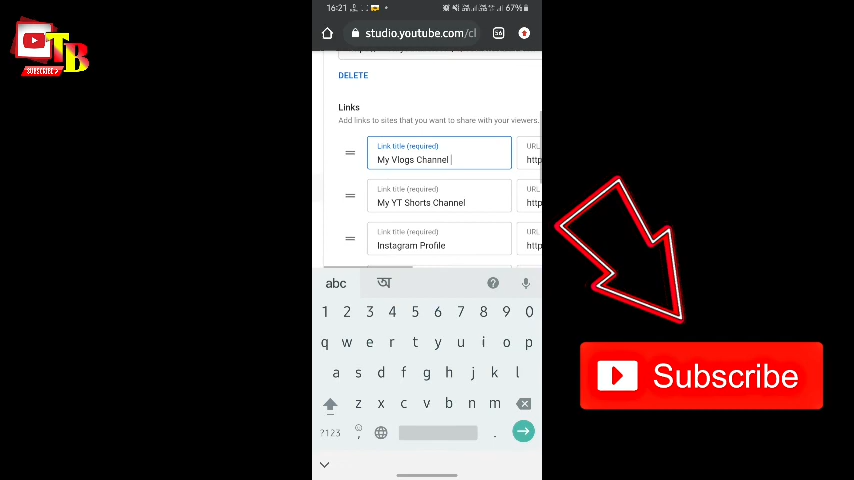 SUBSCRIBE
TB
16:21
67%
studio.youtube.com/cl
DELETE
Links
Add links to sites that you want to share with your viewers.
Link title (required)
URL
My Vlogs Channel
http
Link title (required)
URL
My YT Shorts Channel
http
Link title (required)
URL
Instagram Profile
http
abc
অ
?
1 2 3 4 5 6 7 8 9 0
q w e r t y u i o p
a s d f g h j k l
z x c v b n m
?123
,
.
Subscribe